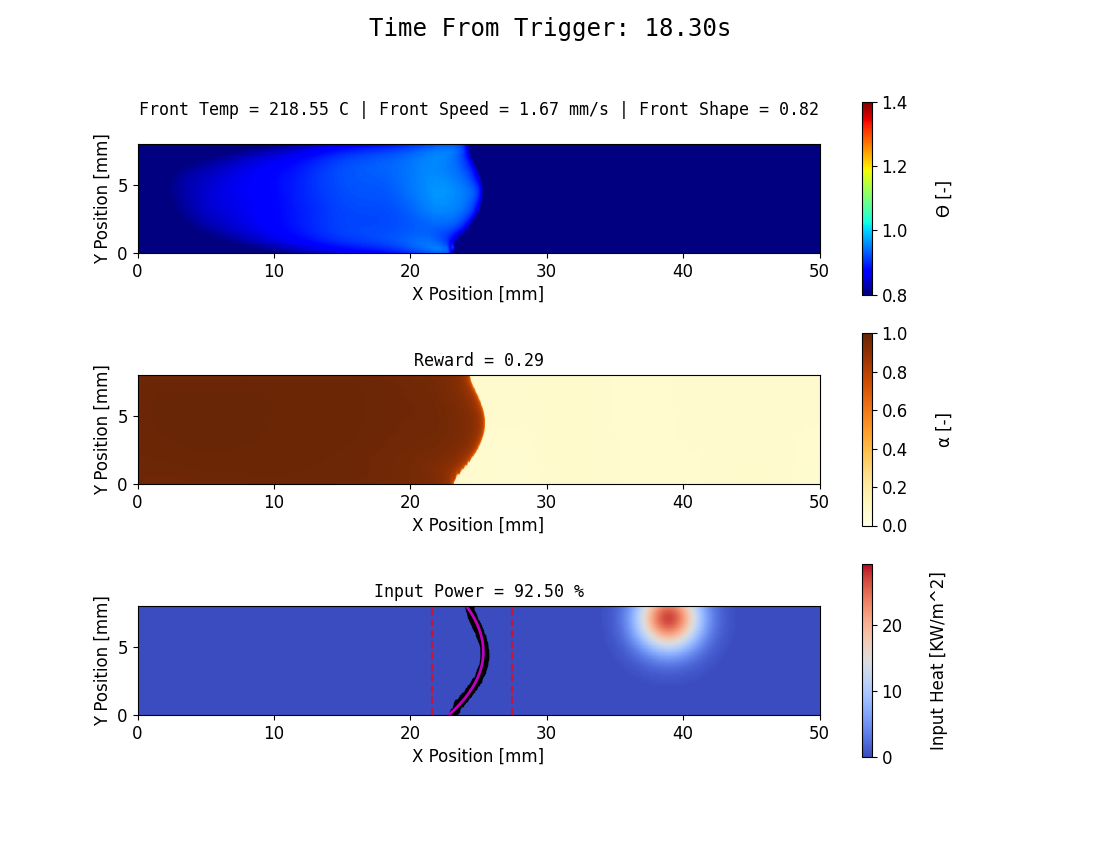 Time From Trigger: 18.30s
Front Temp = 218.55 C | Front Speed = 1.67 mm/s | Front Shape = 0.82
Y Position [mm]
5
0
0 10 20 30 40 50
X Position [mm]
1.4
1.2
1.0
0.8
Θ [-]
Reward = 0.29
Y Position [mm]
5
0
0 10 20 30 40 50
X Position [mm]
1.0
0.8
0.6
0.4
0.2
0.0
α [-]
Input Power = 92.50 %
Y Position [mm]
5
0
0 10 20 30 40 50
X Position [mm]
20
10
0
Input Heat [KW/m^2]